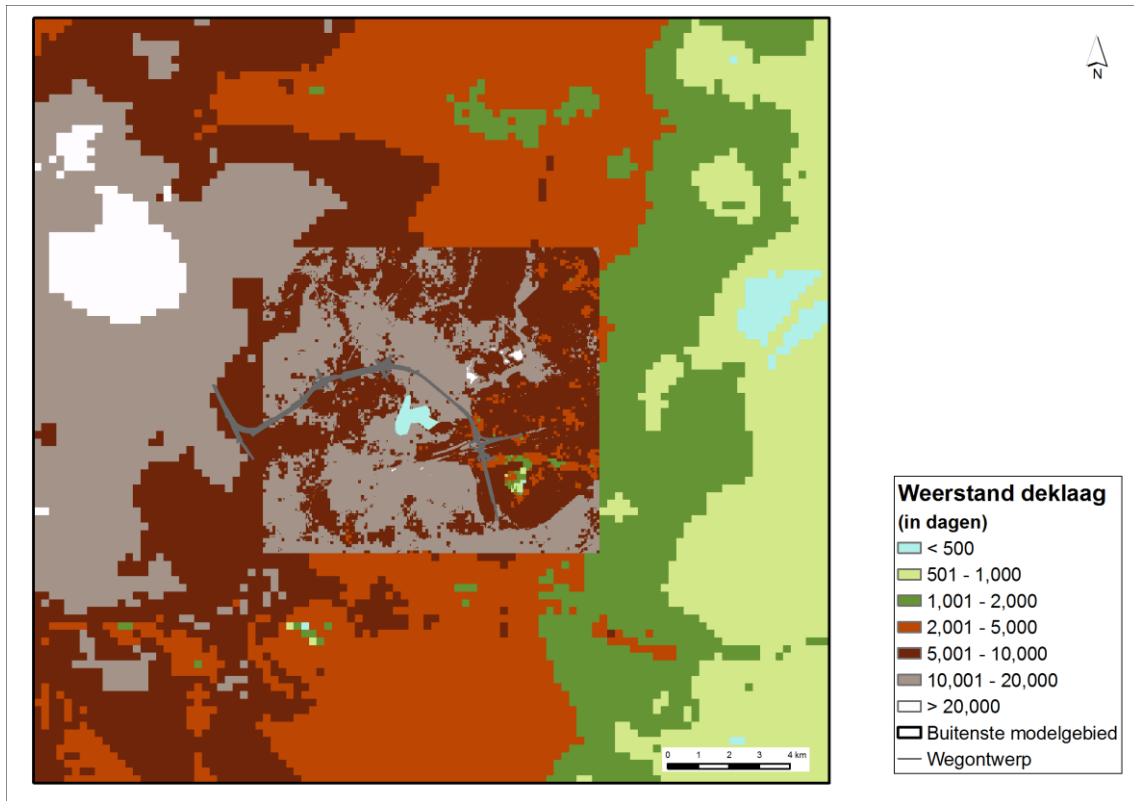 N
Weerstand deklaag
(in dagen)
< 500
501 - 1,000
1,001 - 2,000
2,001 - 5,000
5,001 - 10,000
10,001 - 20,000
> 20,000
Buitenste modelgebied
Wegontwerp
0 1 2 3 4 km